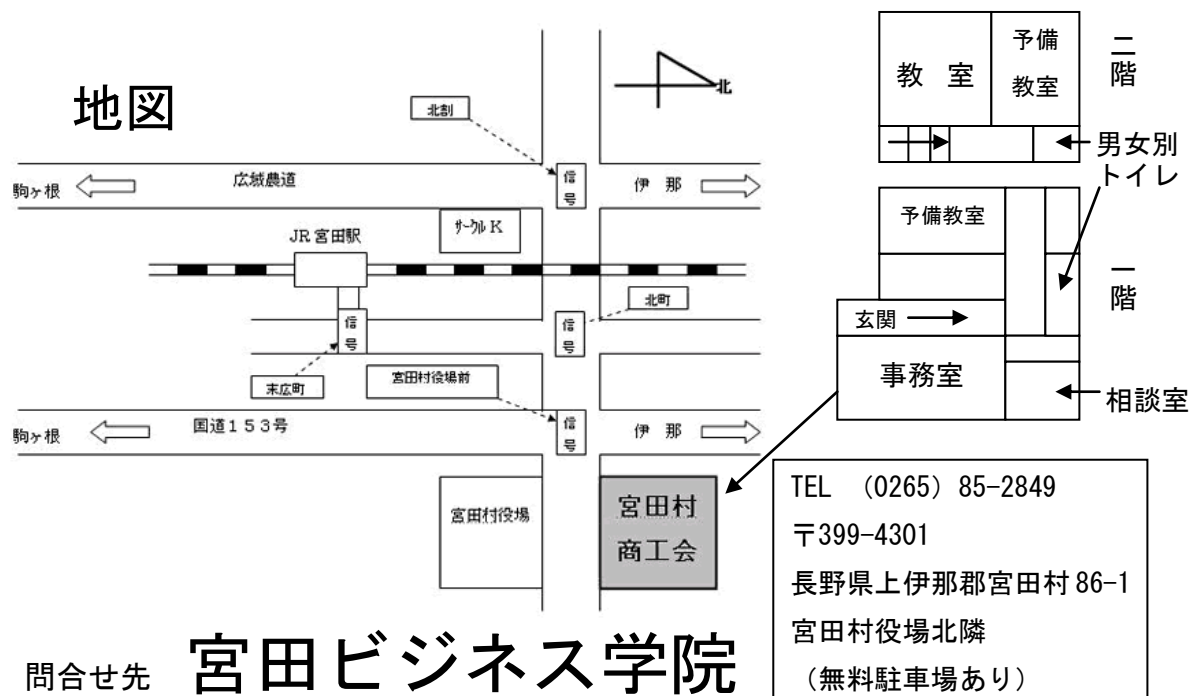 地図
北
北割
駒ヶ根
広域農道
信号
伊 那
サークルK
JR 宮田駅
北町
信号
信号
末広町
宮田村役場前
駒ヶ根
国道153号
信号
伊 那
宮田村役場
宮田村
商工会
教 室
予備
教室
二階
男女別
トイレ
予備教室
一階
玄関
事務室
相談室
TEL (0265) 85-2849
〒399-4301
長野県上伊那郡宮田村 86-1
宮田村役場北隣
(無料駐車場あり)
問合せ先 宮田ビジネス学院